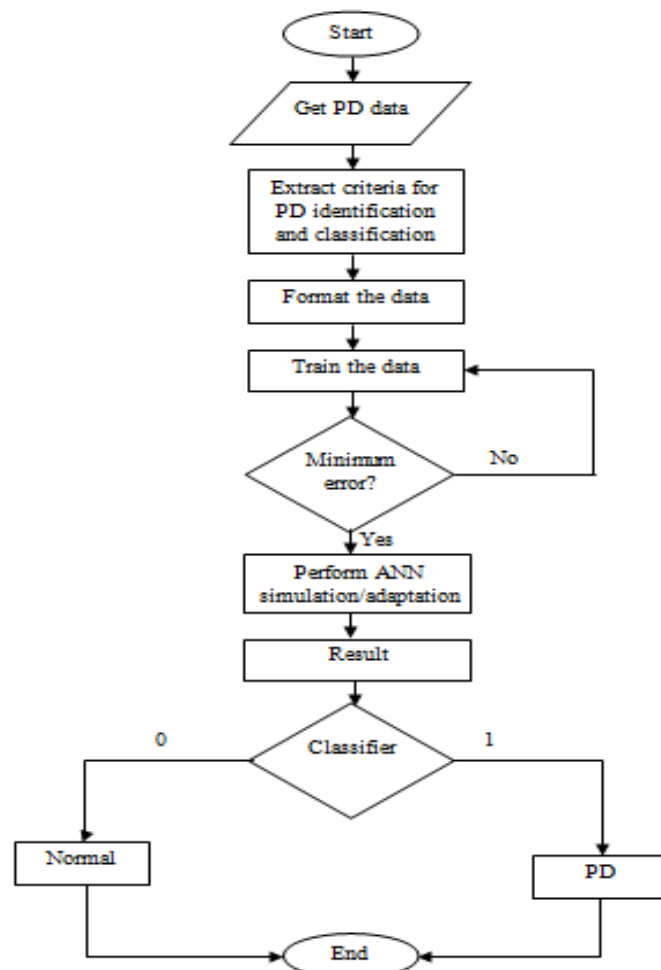 Start
Get PD data
Extract criteria for
PD identification
and classification
Format the data
Train the data
Minimum
error?
No
Yes
Perform ANN
simulation/adaptation
Result
0
Classifier
1
Normal
PD
End